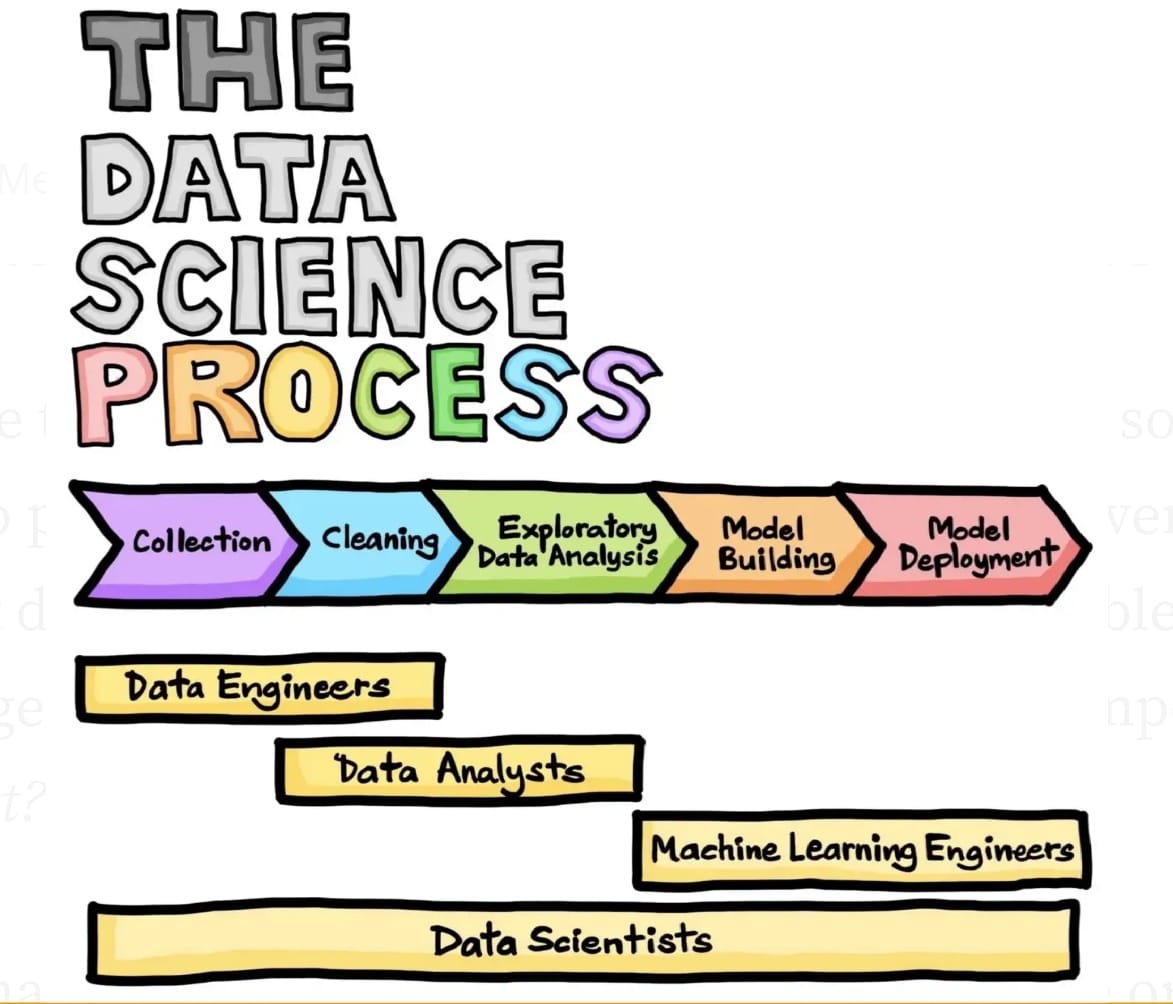 THE
DATA
SCIENCE
PROCESS
Collection
Cleaning
Exploratory
Data Analysis
Model
Building
Model
Deployment
Data Engineers
Data Analysts
Machine Learning Engineers
Data Scientists